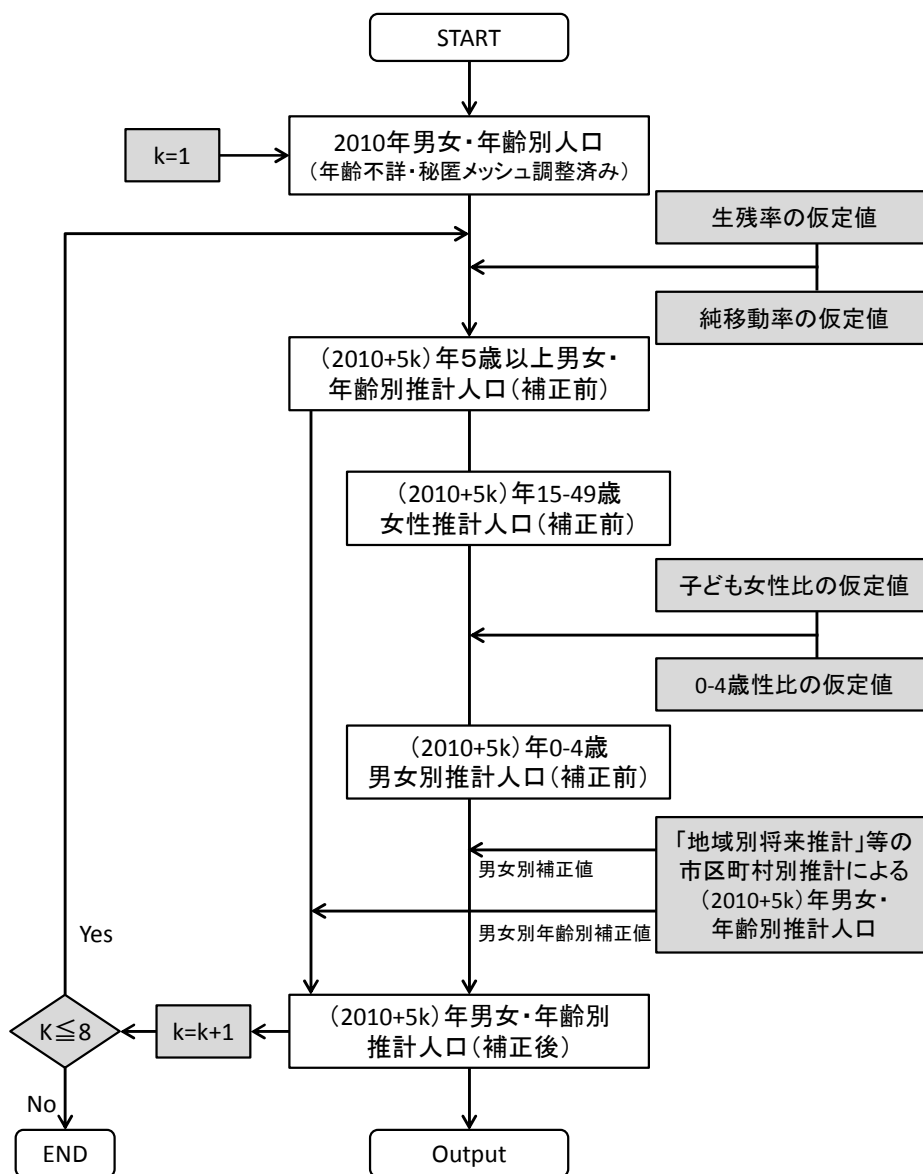 START
k=1
2010年男女・年齢別人口
（年齢不詳・秘匿メッシュ調整済み）
生残率の仮定値
純移動率の仮定値
（2010+5k）年５歳以上男女・
年齢別推計人口（補正前）
（2010+5k）年15-49歳
女性推計人口（補正前）
子ども女性比の仮定値
0-4歳性比の仮定値
（2010+5k）年0-4歳
男女別推計人口（補正前）
「地域別将来推計」等の
市区町村別推計による
（2010+5k）年男女・
年齢別推計人口
男女別補正値
男女別年齢別補正値
Yes
（2010+5k）年男女・年齢別
推計人口（補正後）
k=k+1
K≦8
No
END
Output